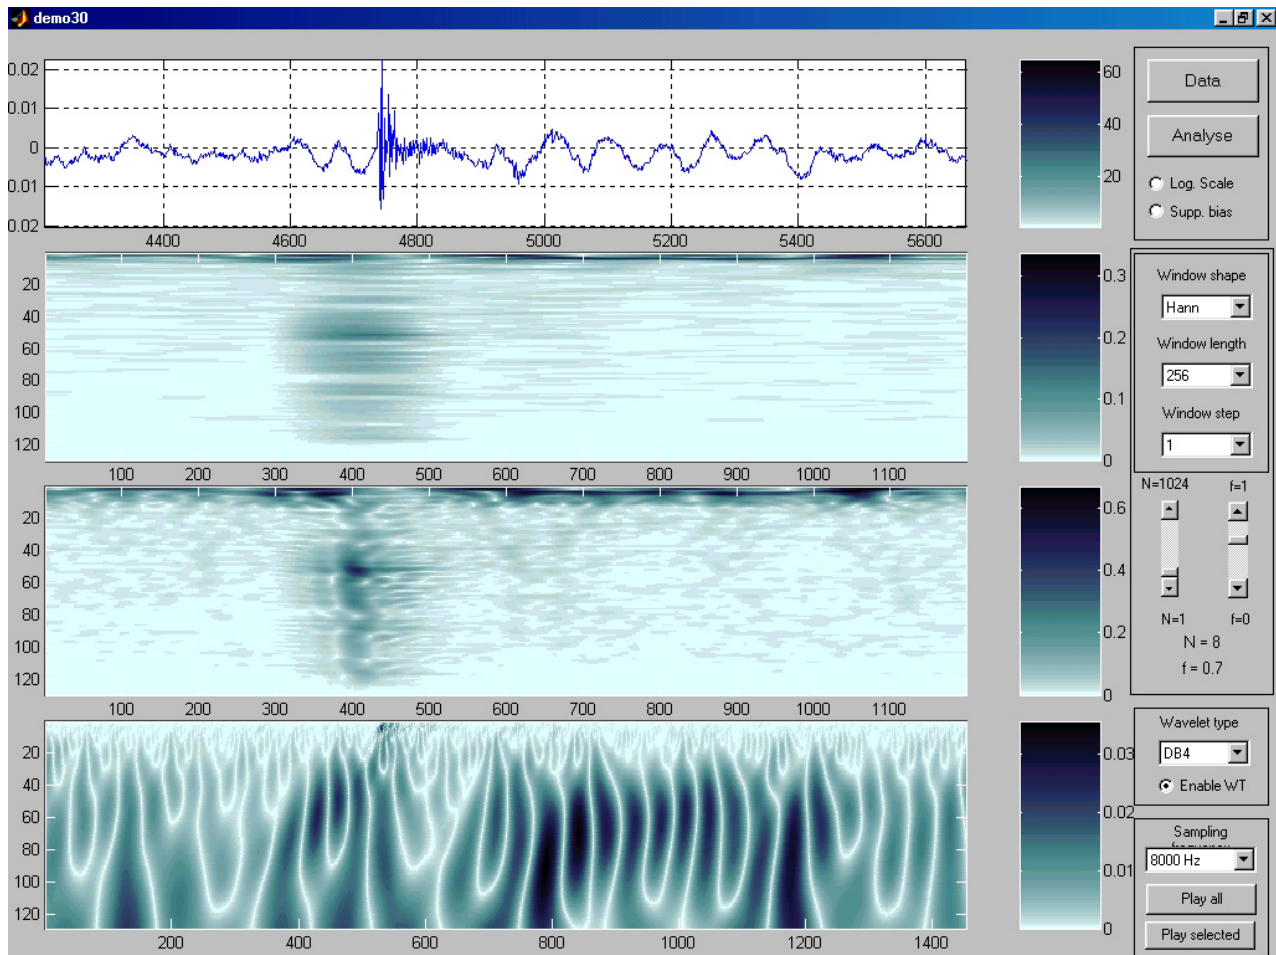 demo30
0.02
0.01
0
0.01
0.02
4400 4600 4800 5000 5200 5400 5600
60
40
20
Data
Analyse
Log. Scale
Supp. bias
20
40
60
80
100
120
100 200 300 400 500 600 700 800 900 1000 1100
0.3
0.2
0.1
0
Window shape
Hann
Window length
256
Window step
1
20
40
60
80
100
120
100 200 300 400 500 600 700 800 900 1000 1100
0.6
0.4
0.2
0
N=1024 f=1
N=1 f=0
N = 8
f = 0.7
20
40
60
80
100
120
200 400 600 800 1000 1200 1400
0.03
0.02
0.01
0
Wavelet type
DB4
Enable WT
Sampling
8000 Hz
Play all
Play selected